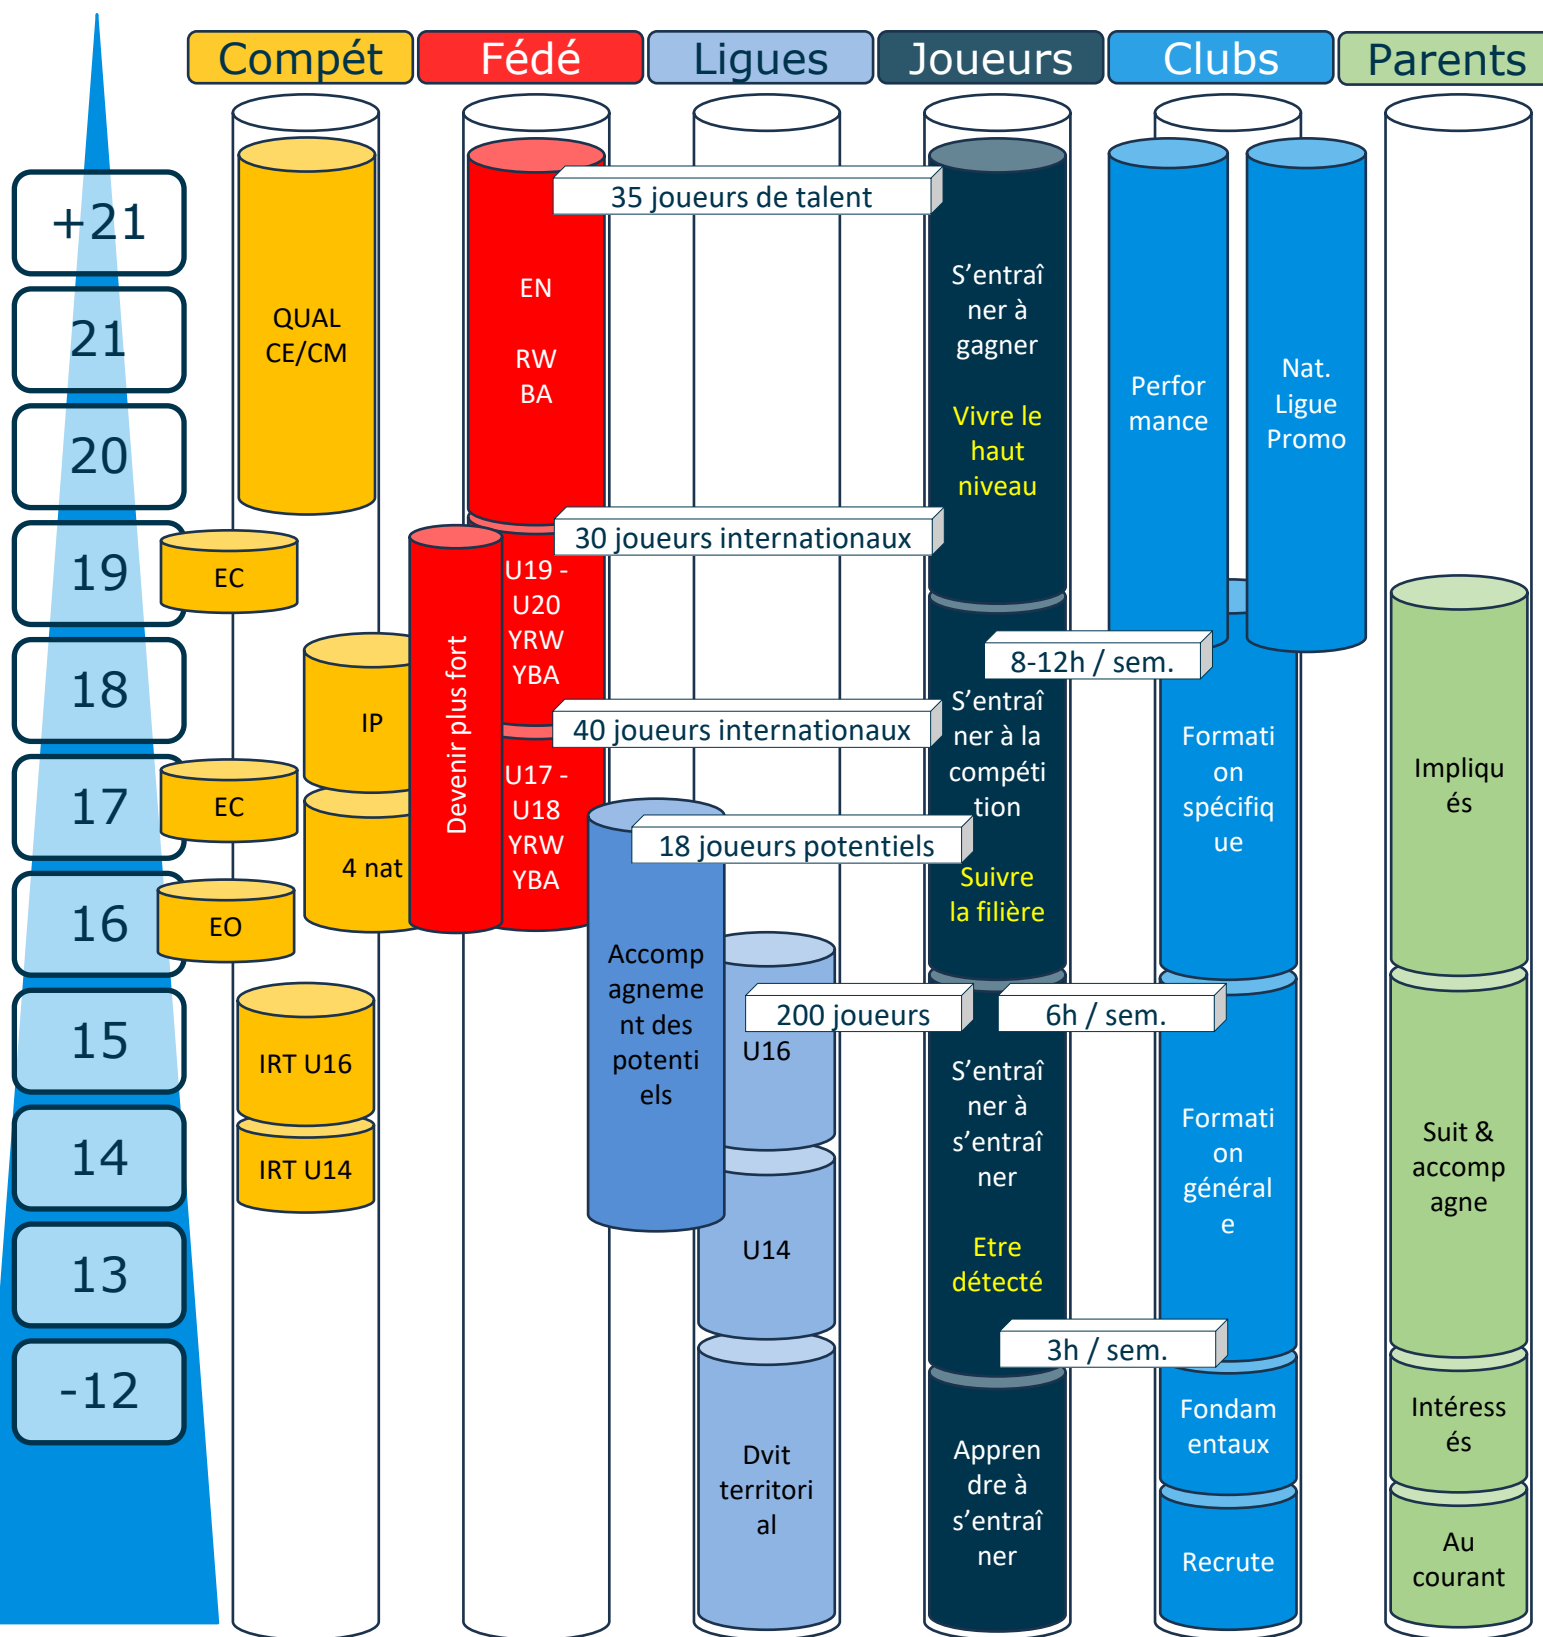 Compét
Fédé
Ligues
Joueurs
Clubs
Parents
+21
21
20
19
18
17
16
15
14
13
-12
QUAL
CE/CM
EC
IP
EC
4 nat
EO
IRT U16
IRT U14
EN
RW
BA
U19 -
U20
YRW
YBA
U17 -
U18
YRW
YBA
Devenir plus fort
35 joueurs de talent
30 joueurs internationaux
40 joueurs internationaux
18 joueurs potentiels
200 joueurs
Accomp
agneme
nt des
potenti
els
U16
U14
Dvit
territori
al
S’entraî
ner à
gagner
Vivre le
haut
niveau
S’entraî
ner à la
compéti
tion
Suivre
la filière
S’entraî
ner à
s’entraî
ner
Etre
détecté
Appren
dre à
s’entraî
ner
8-12h / sem.
6h / sem.
3h / sem.
Perfor
mance
Nat.
Ligue
Promo
Formati
on
spécifiq
ue
Formati
on
général
e
Fondam
entaux
Recrute
Impliqu
és
Suit &
accomp
agne
Intéress
és
Au
courant